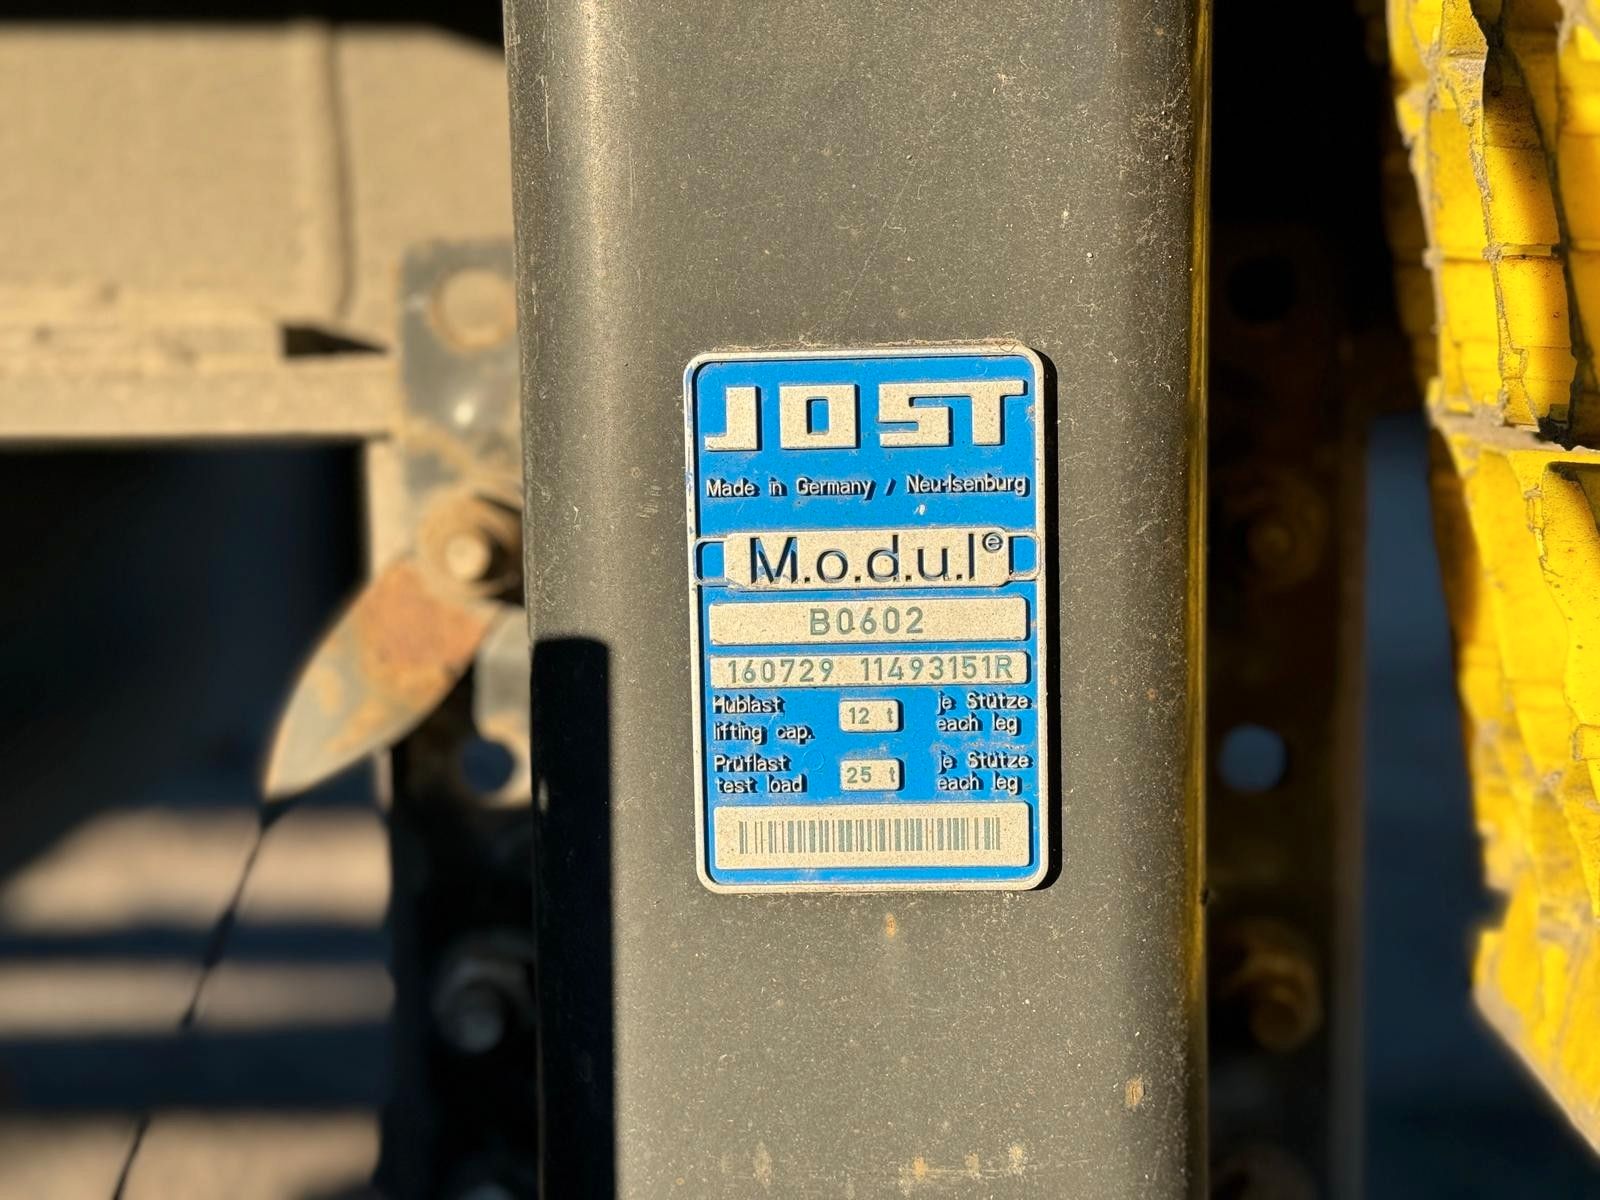 JOST
Made in Germany / Neu-Isenburg
M.o.d.u.l®
B0602
160729 11493151R
Hublast
lifting cap.
12 t
je Stütze
each leg
Prüflast
test load
25 t
je Stütze
each leg